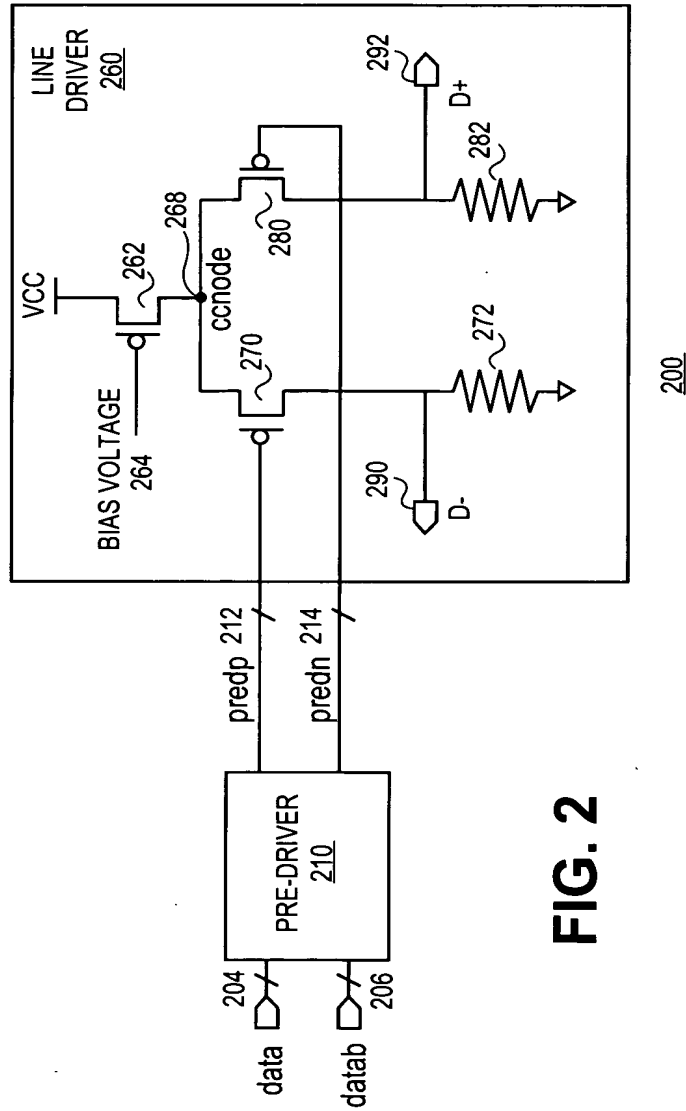 data
204
datab
206
PRE-DRIVER
210
predp
212
predn
214
LINE
DRIVER
260
VCC
262
BIAS VOLTAGE
264
268
ccnode
270
280
290
D-
272
292
D+
282
200
FIG. 2